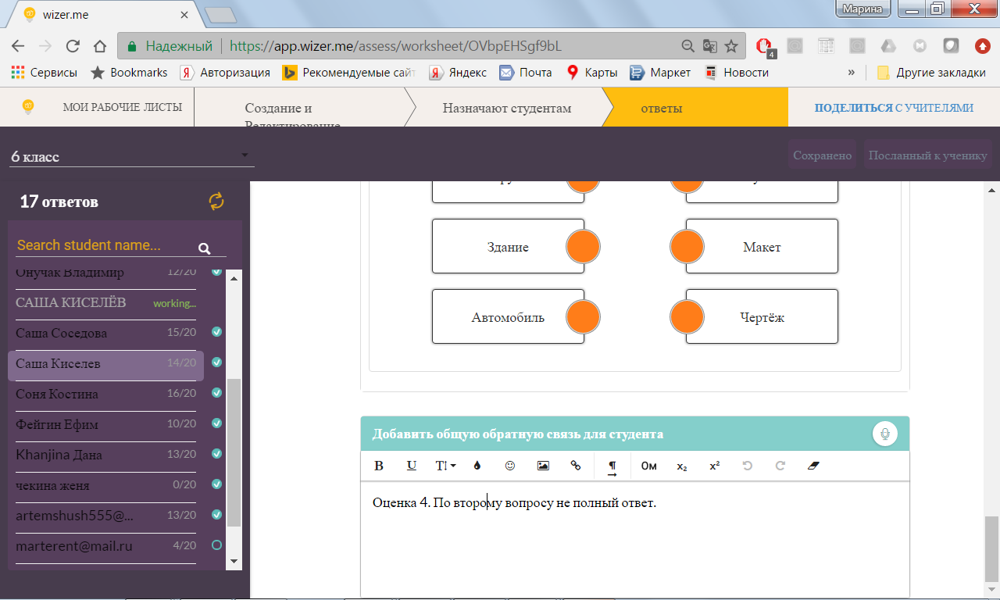 wizer.me
Марина
Надежный https://app.wizer.me/assess/worksheet/OVbpEHSgf9bL
4
Сервисы Bookmarks Авторизация Рекомендуемые сайт Яндекс Почта Карты Маркет Новости » Другие закладки
МОИ РАБОЧИЕ ЛИСТЫ
Создание и
Редактирование
Назначают студентам
ответы
ПОДЕЛИТЬСЯ С УЧИТЕЛЯМИ
6 класс
Сохранено
Посланный к ученику
17 ответов
Search student name...
Онучак Владимир 12/20
САША КИСЕЛЁВ working...
Саша Соседова 15/20
Саша Киселев 14/20
Соня Костина 16/20
Фейгин Ефим 10/20
Khanjina Дана 13/20
чекина женя 0/20
artemshush555@... 13/20
marterent@mail.ru 4/20
Здание Макет
Автомобиль Чертёж
Добавить общую обратную связь для студента
B U T Ом x₂ x²
Оценка 4. По второму вопросу не полный ответ.